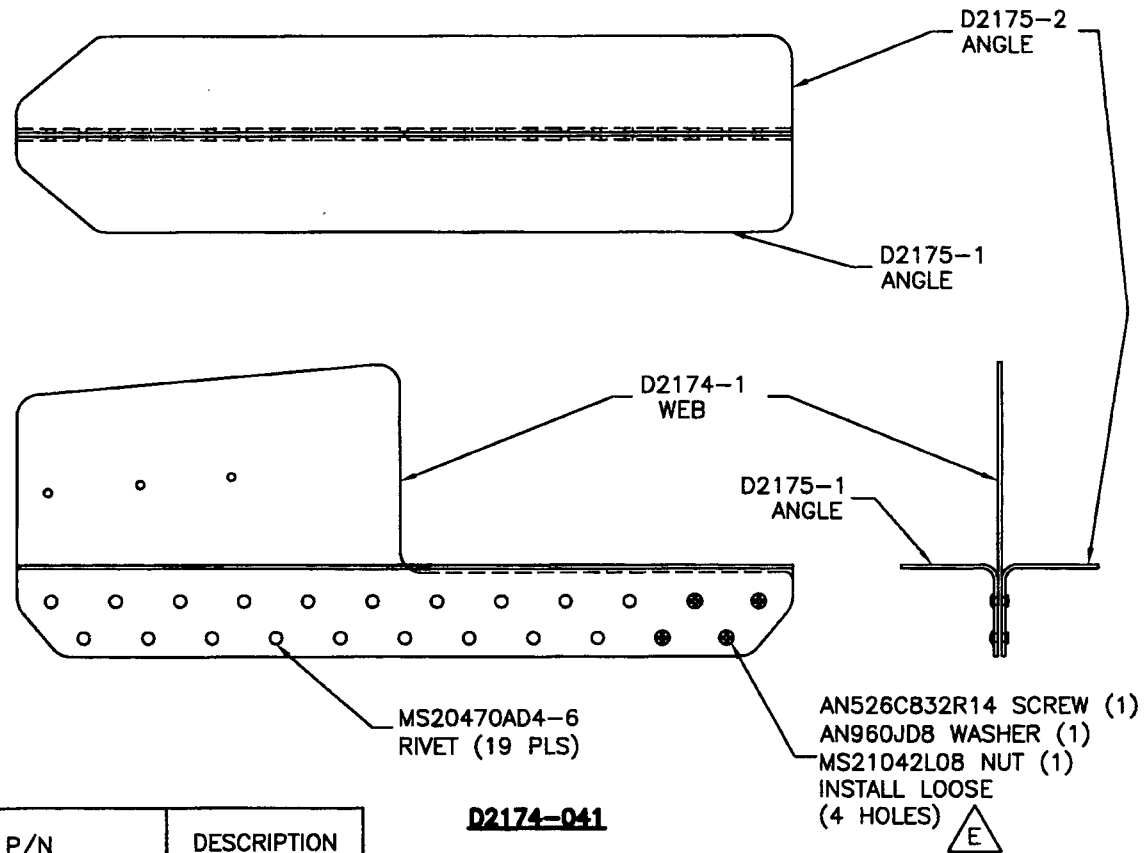 D2175-2
ANGLE
D2175-1
ANGLE
D2174-1
WEB
D2175-1
ANGLE
MS20470AD4-6
RIVET (19 PLS)
AN526C832R14 SCREW (1)
AN960JD8 WASHER (1)
MS21042L08 NUT (1)
INSTALL LOOSE
(4 HOLES)
E
D2174-041
P/N
DESCRIPTION